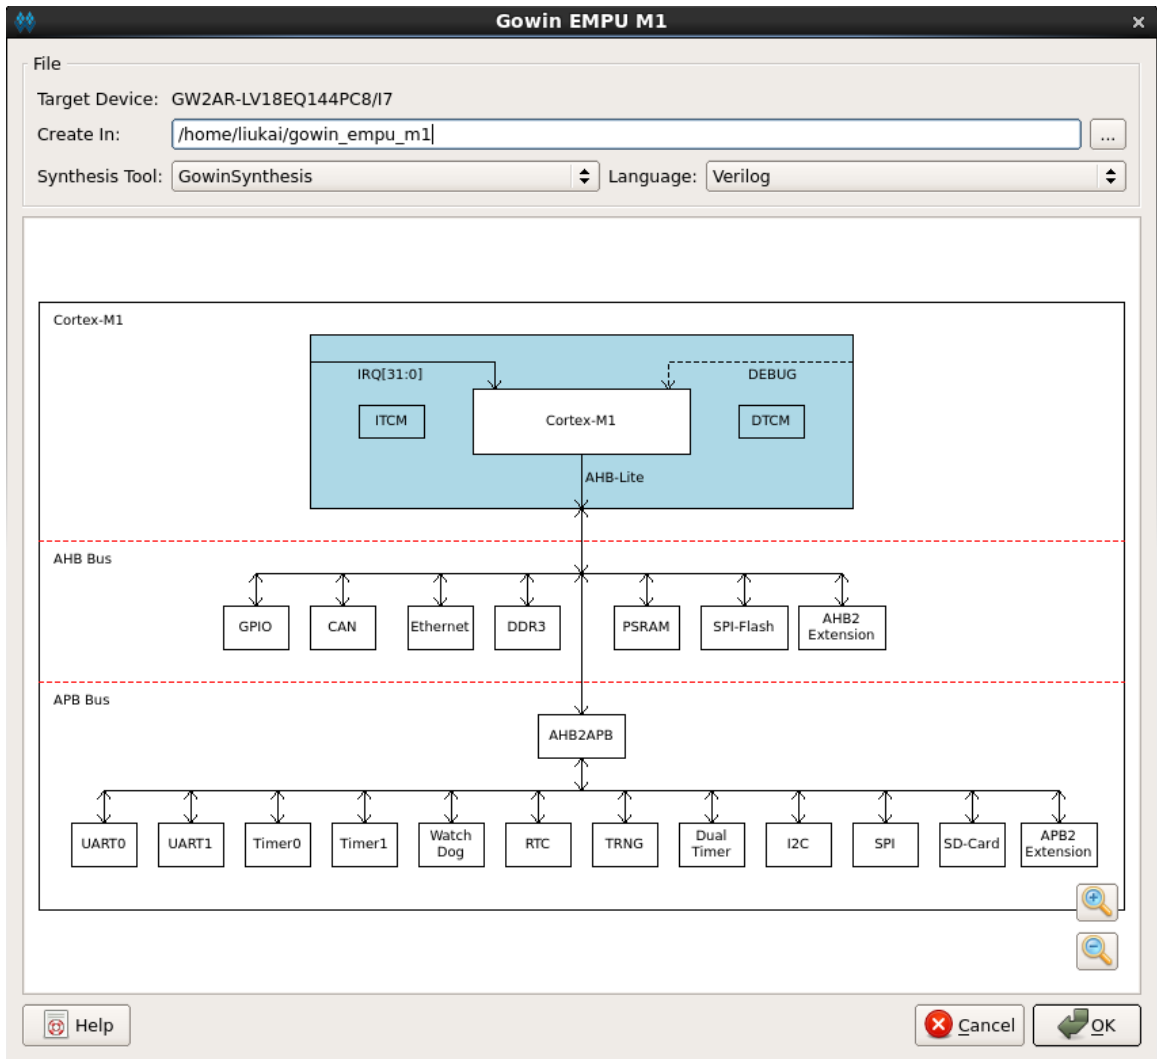 Gowin EMPU M1
File
Target Device: GW2AR-LV18EQ144PC8/I7
Create In: /home/liukai/gowin_empu_m1
...
Synthesis Tool: GowinSynthesis Language: Verilog
Cortex-M1
IRQ[31:0]
DEBUG
ITCM
Cortex-M1
DTCM
AHB-Lite
AHB Bus
GPIO
CAN
Ethernet
DDR3
PSRAM
SPI-Flash
AHB2
Extension
APB Bus
AHB2APB
UART0
UART1
Timer0
Timer1
Watch
Dog
RTC
TRNG
Dual
Timer
I2C
SPI
SD-Card
APB2
Extension
Help
Cancel
OK